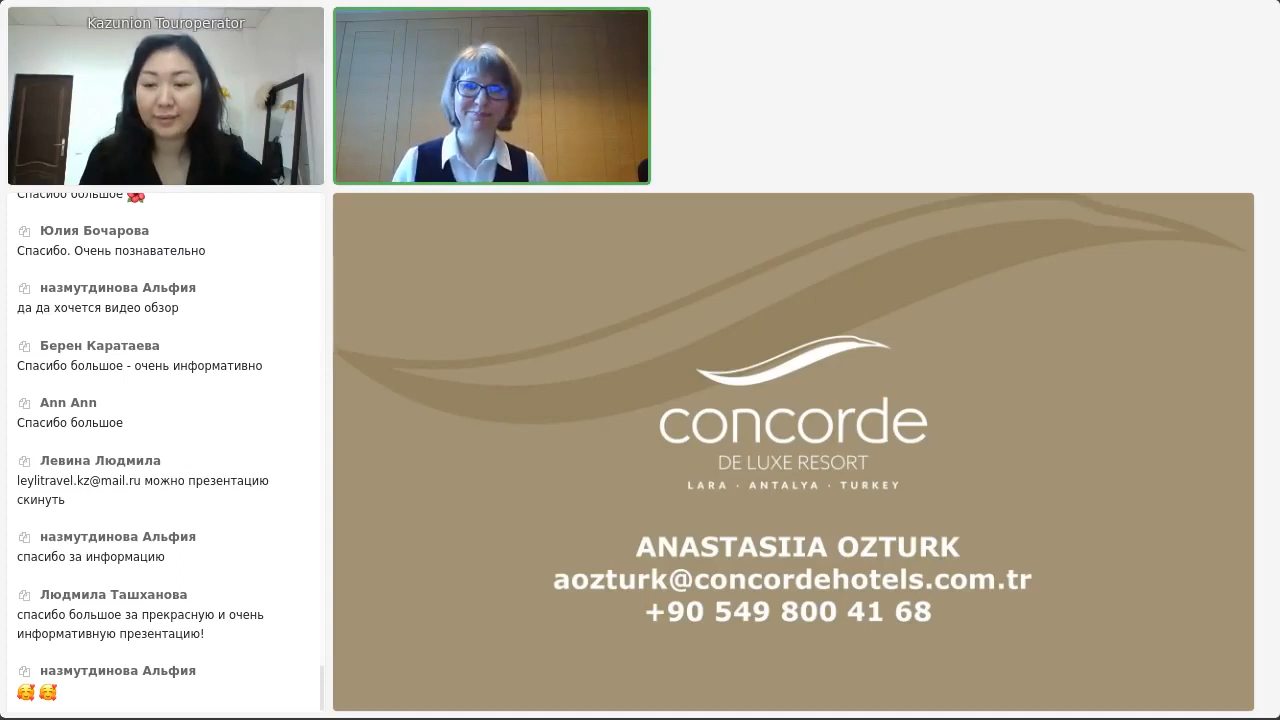 Kazunion Touroperator
Спасибо большое
Юлия Бочарова
Спасибо. Очень познавательно
назмутдинова Альфия
да да хочется видео обзор
Берен Каратаева
Спасибо большое - очень информативно
Ann Ann
Спасибо большое
Левина Людмила
leylitravel.kz@mail.ru можно презентацию
скинуть
назмутдинова Альфия
спасибо за информацию
Людмила Ташханова
спасибо большое за прекрасную и очень
информативную презентацию!
назмутдинова Альфия
concorde
DE LUXE RESORT
LARA · ANTALYA · TURKEY
ANASTASIIA OZTURK
aozturk@concordehotels.com.tr
+90 549 800 41 68